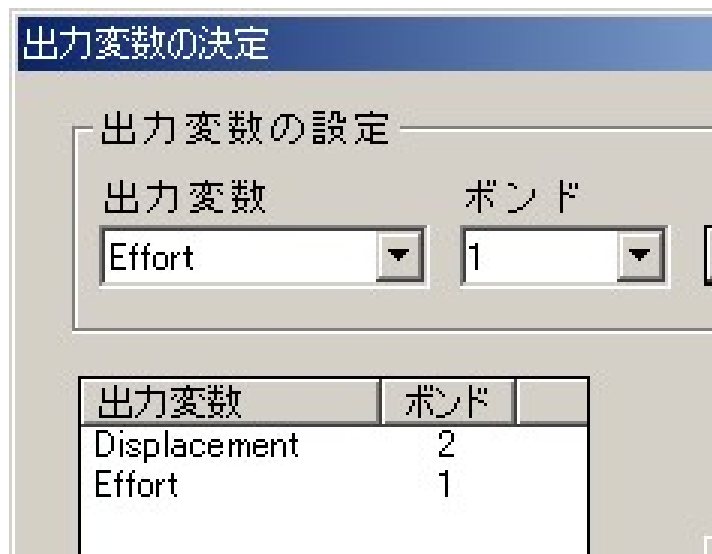 出力変数の決定
出力変数の設定
出力変数 ボンド
Effort 1
出力変数 ボンド
Displacement 2
Effort 1